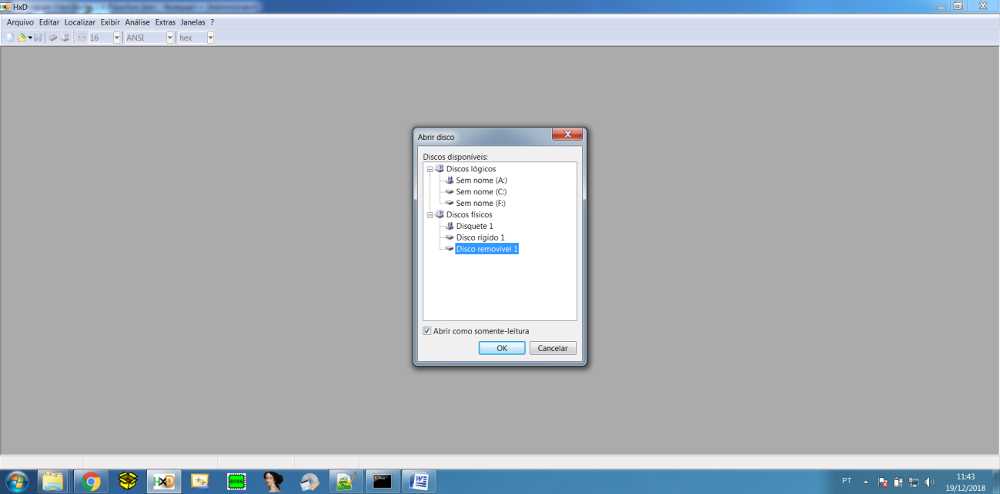 HxD
Arquivo Editar Localizar Exibir Análise Extras Janelas ?
16 ANSI hex
Abrir disco
Discos disponíveis:
Discos lógicos
Sem nome (A:)
Sem nome (C:)
Sem nome (F:)
Discos físicos
Disquete 1
Disco rígido 1
Disco removível 1
Abrir como somente-leitura
OK Cancelar
8086
PT
11:43
19/12/2018